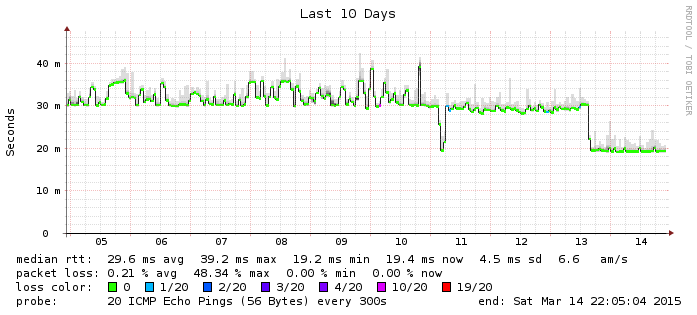 Last 10 Days
RRDTOOL / TOBI OETIKER
Seconds
40 m
30 m
20 m
10 m
0
05 06 07 08 09 10 11 12 13 14
median rtt: 29.6 ms avg 39.2 ms max 19.2 ms min 19.4 ms now 4.5 ms sd 6.6 am/s
packet loss: 0.21 % avg 48.34 % max 0.00 % min 0.00 % now
loss color: 0 1/20 2/20 3/20 4/20 10/20 19/20
probe: 20 ICMP Echo Pings (56 Bytes) every 300s end: Sat Mar 14 22:05:04 2015